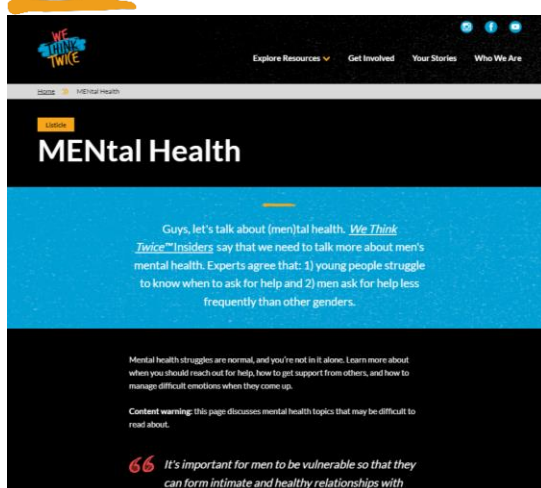 WE
THINK
TWICE
Explore Resources Get Involved Your Stories Who We Are
Home MENtal Health
Listicle
MENtal Health
Guys, let's talk about (men)tal health. We Think
Twice™ Insiders say that we need to talk more about men's
mental health. Experts agree that: 1) young people struggle
to know when to ask for help and 2) men ask for help less
frequently than other genders.
Mental health struggles are normal, and you're not in it alone. Learn more about
when you should reach out for help, how to get support from others, and how to
manage difficult emotions when they come up.
Content warning: this page discusses mental health topics that may be difficult to
read about.
It's important for men to be vulnerable so that they
can form intimate and healthy relationships with